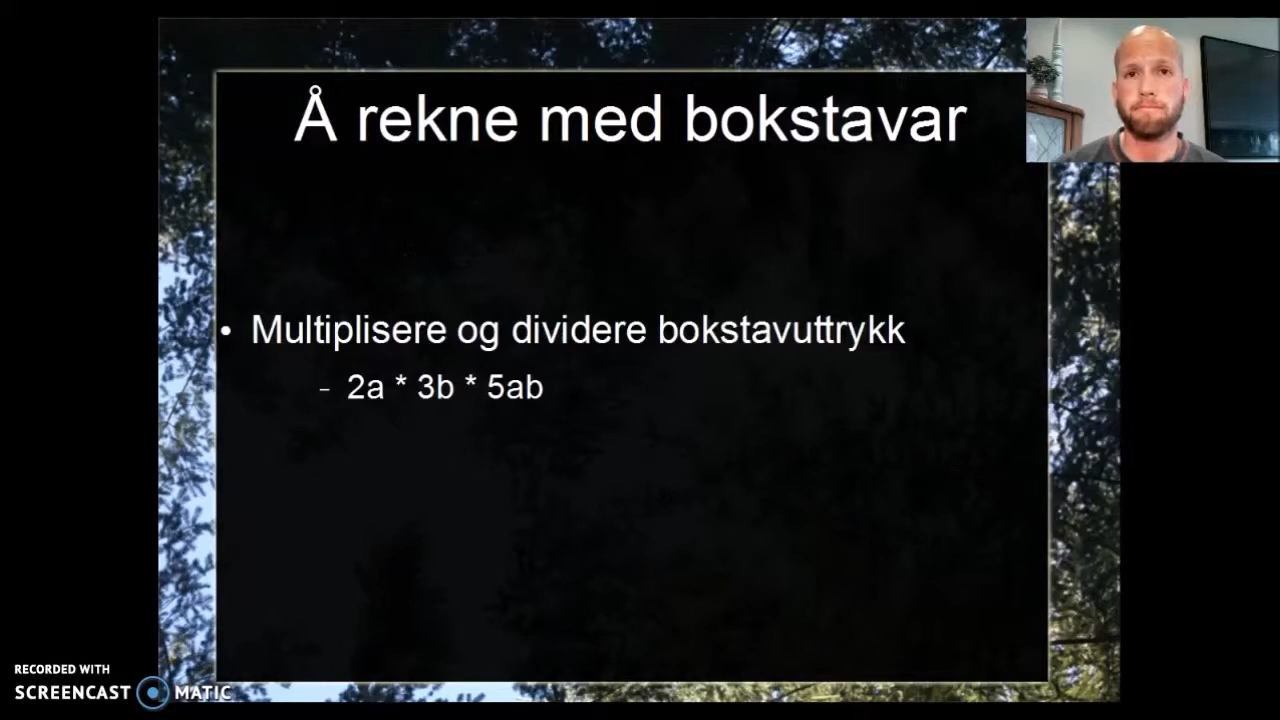 Å rekne med bokstavar
• Multiplisere og dividere bokstavuttrykk
- 2a * 3b * 5ab
RECORDED WITH
SCREENCAST MATIC